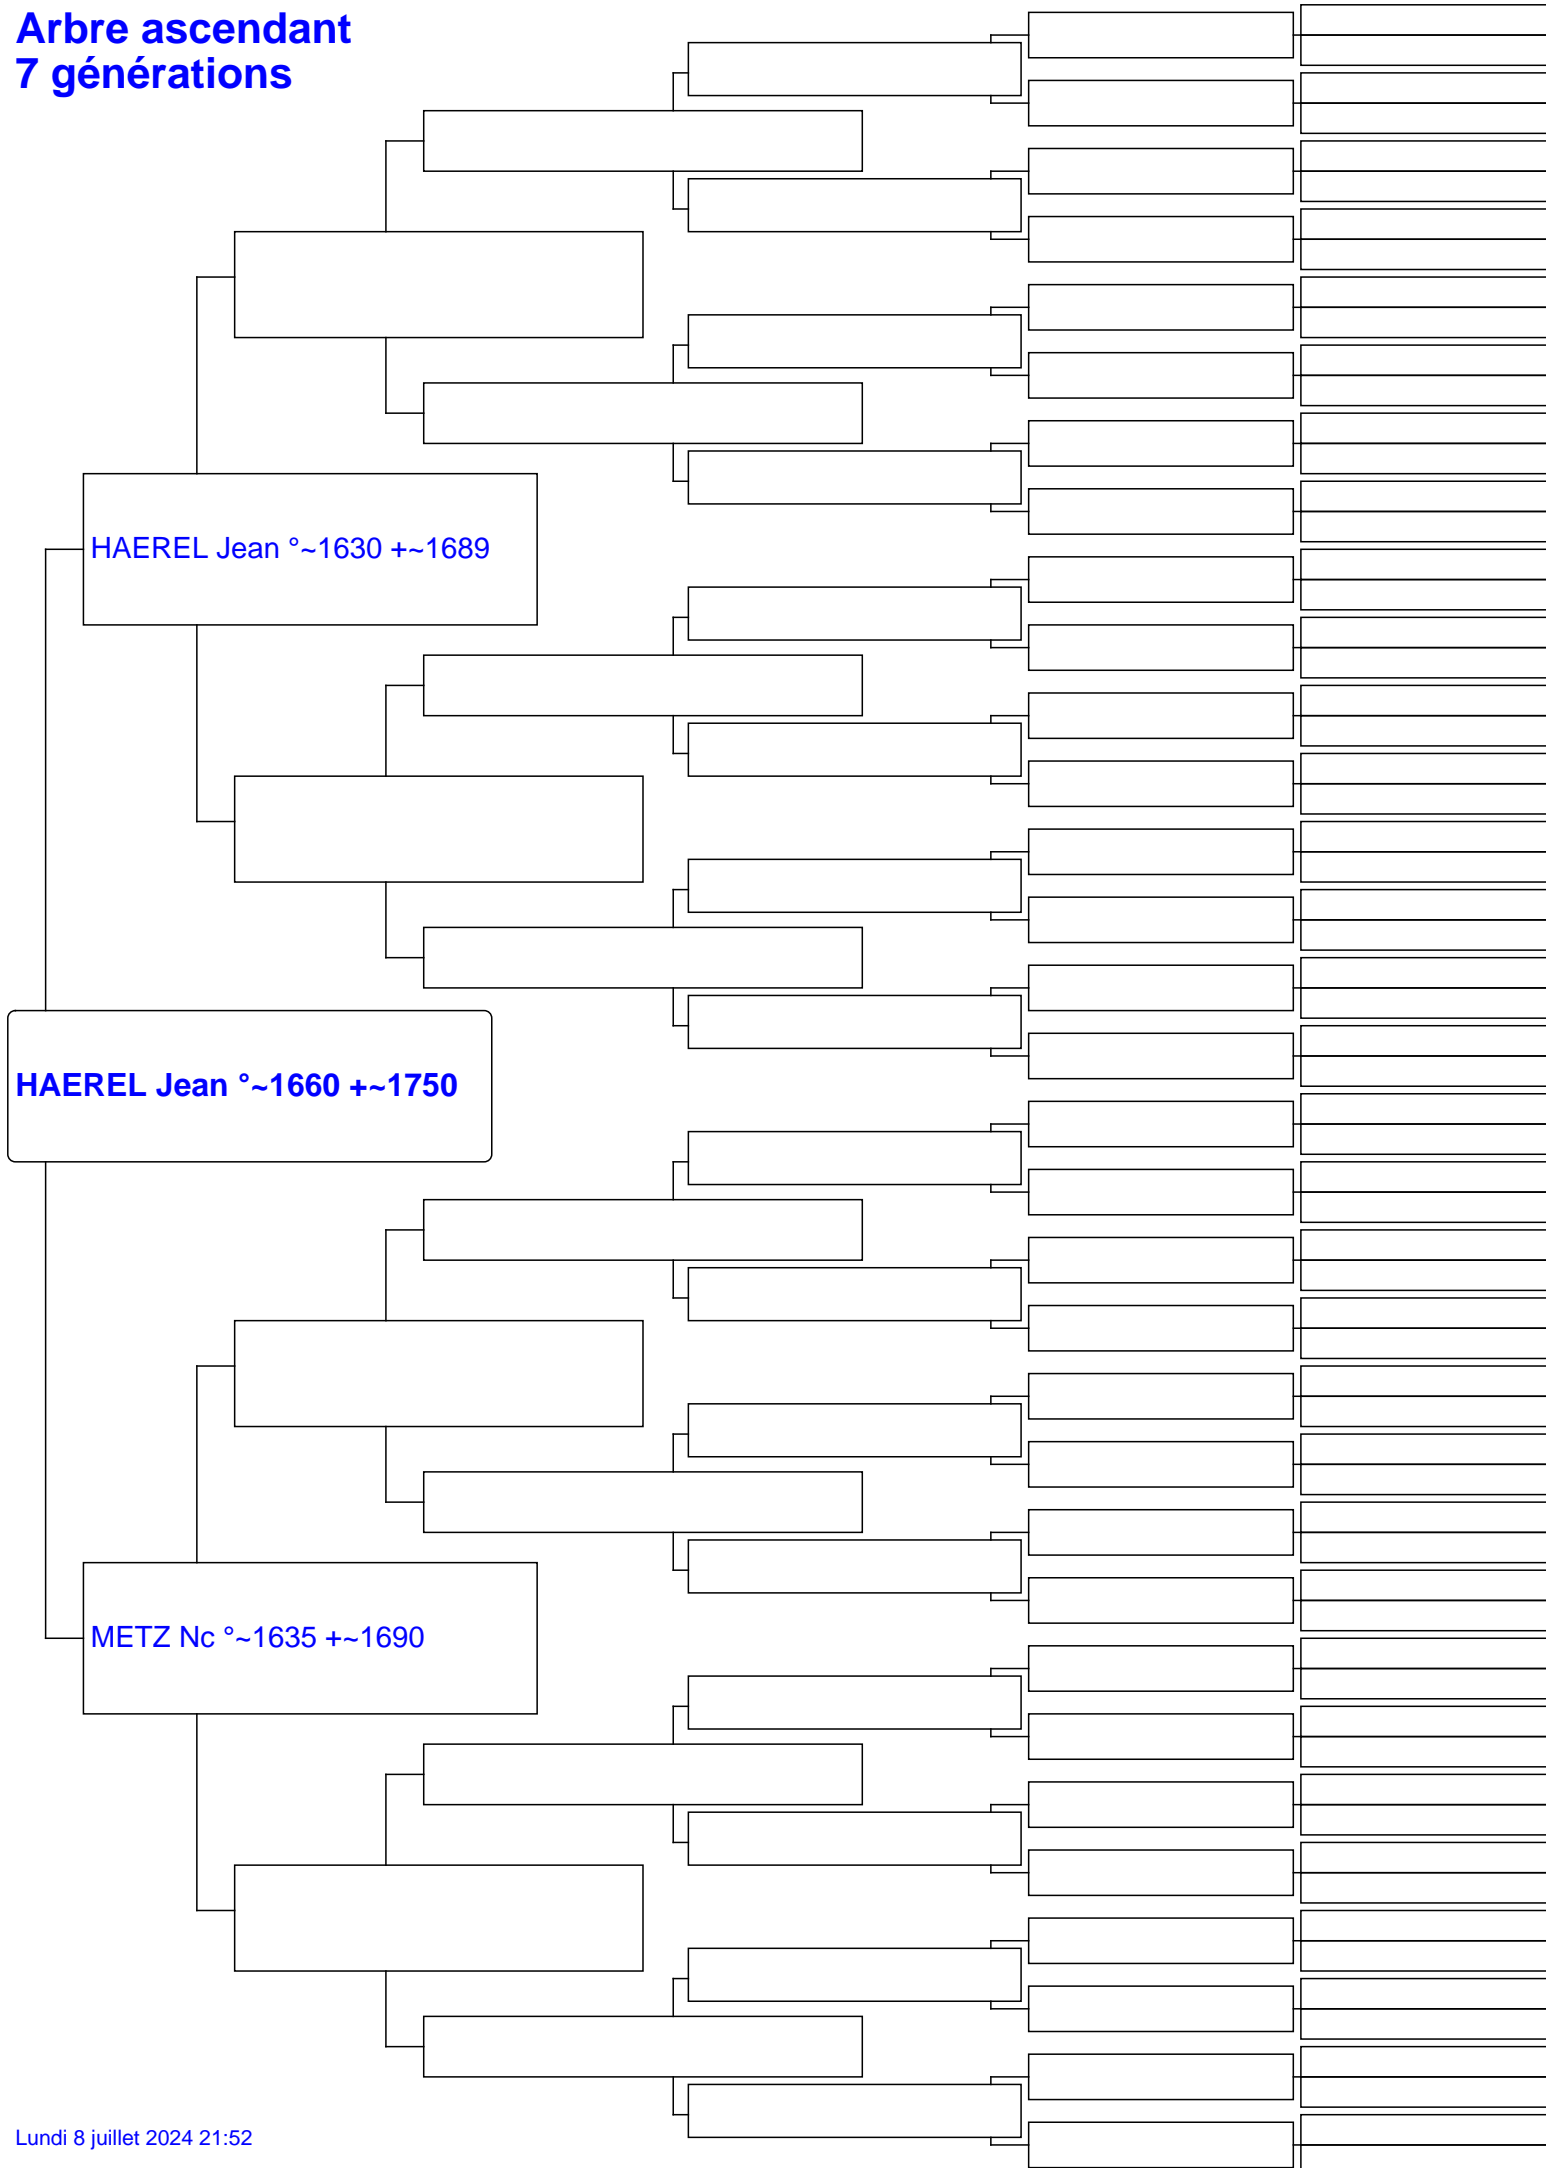 Arbre ascendant
7 générations
HAEREL Jean °~1630 +~1689
HAEREL Jean °~1660 +~1750
METZ Nc °~1635 +~1690
Lundi 8 juillet 2024 21:52